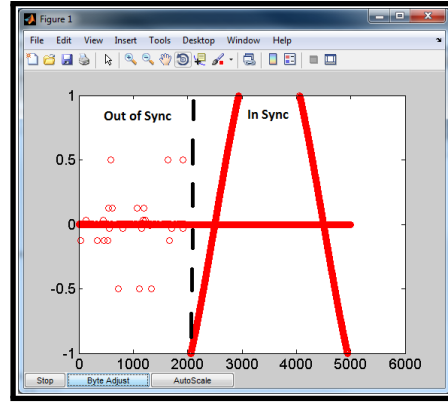 Figure 1
File Edit View Insert Tools Desktop Window Help
Out of Sync In Sync
1
0.5
0
-0.5
-1
0 1000 2000 3000 4000 5000 6000
Stop Byte Adjust AutoScale